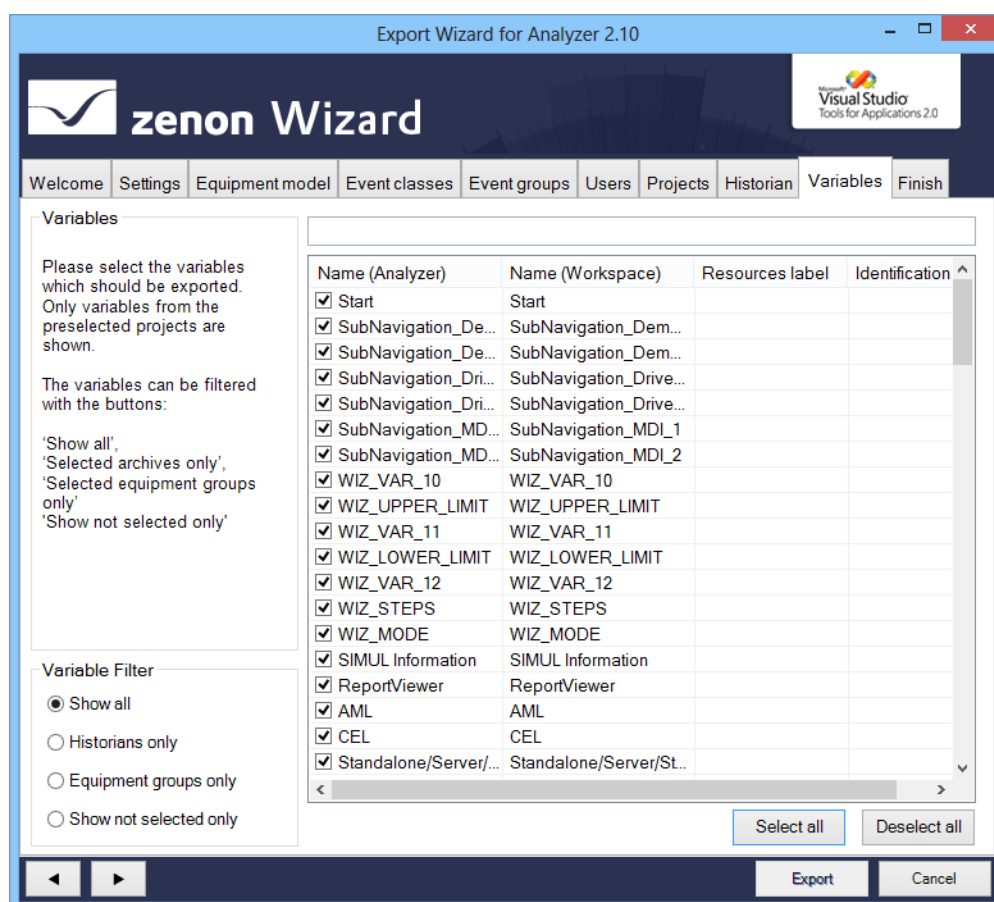 Export Wizard for Analyzer 2.10
Microsoft
Visual Studio
Tools for Applications 2.0
zenon Wizard
Welcome Settings Equipment model Event classes Event groups Users Projects Historian Variables Finish
Variables
Please select the variables
which should be exported.
Only variables from the
preselected projects are
shown.
The variables can be filtered
with the buttons:
‘Show all’,
‘Selected archives only’,
‘Selected equipment groups
only’
'Show not selected only'
Variable Filter
Show all
Historians only
Equipment groups only
Show not selected only
Name (Analyzer) Name (Workspace) Resources label Identification
Start Start
SubNavigation_De... SubNavigation_Dem...
SubNavigation_De... SubNavigation_Dem...
SubNavigation_Dri... SubNavigation_Drive...
SubNavigation_Dri... SubNavigation_Drive...
SubNavigation_MD... SubNavigation_MDI_1
SubNavigation_MD... SubNavigation_MDI_2
WIZ_VAR_10 WIZ_VAR_10
WIZ_UPPER_LIMIT WIZ_UPPER_LIMIT
WIZ_VAR_11 WIZ_VAR_11
WIZ_LOWER_LIMIT WIZ_LOWER_LIMIT
WIZ_VAR_12 WIZ_VAR_12
WIZ_STEPS WIZ_STEPS
WIZ_MODE WIZ_MODE
SIMUL Information SIMUL Information
ReportViewer ReportViewer
AML AML
CEL CEL
Standalone/Server/... Standalone/Server/St...
Select all Deselect all
Export Cancel